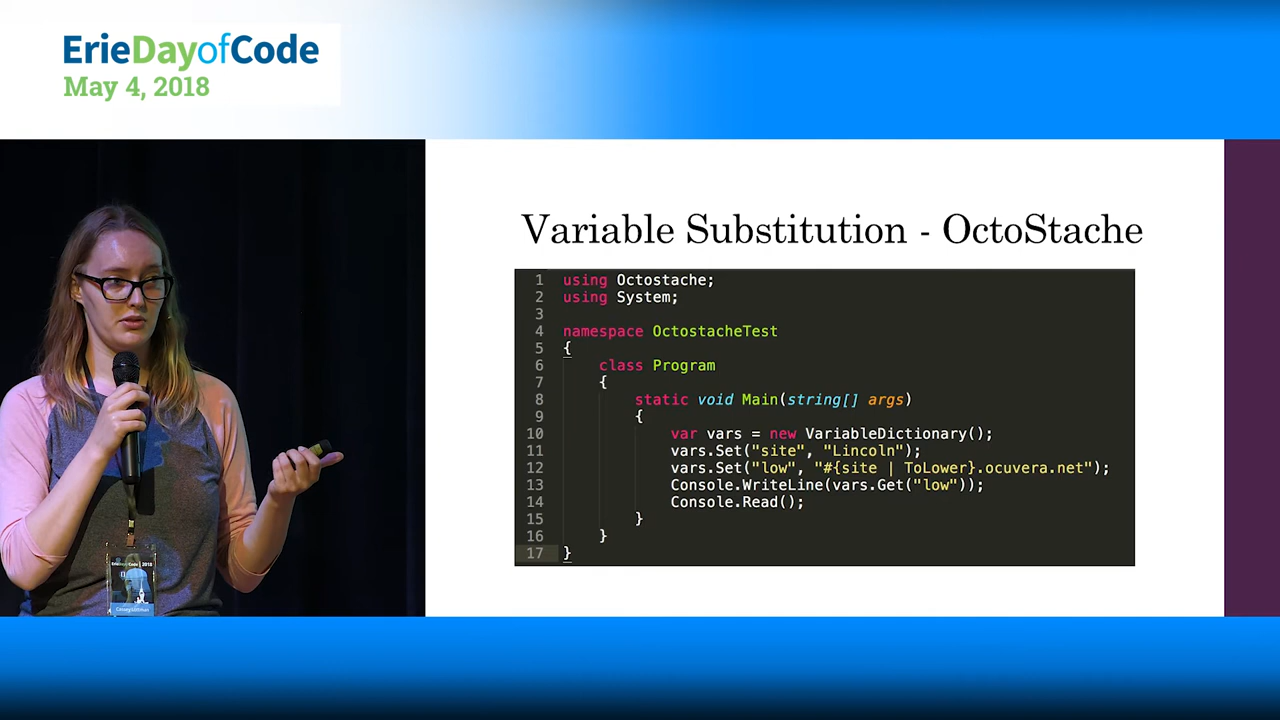 ErieDayofCode
May 4, 2018
Variable Substitution - OctoStache
1 using Octostache;
2 using System;
3
4 namespace OctostacheTest
5 {
6 class Program
7 {
8 static void Main(string[] args)
9 {
10 var vars = new VariableDictionary();
11 vars.Set("site", "Lincoln");
12 vars.Set("low", "#{site | ToLower}.ocuvera.net");
13 Console.WriteLine(vars.Get("low"));
14 Console.Read();
15 }
16 }
17 }